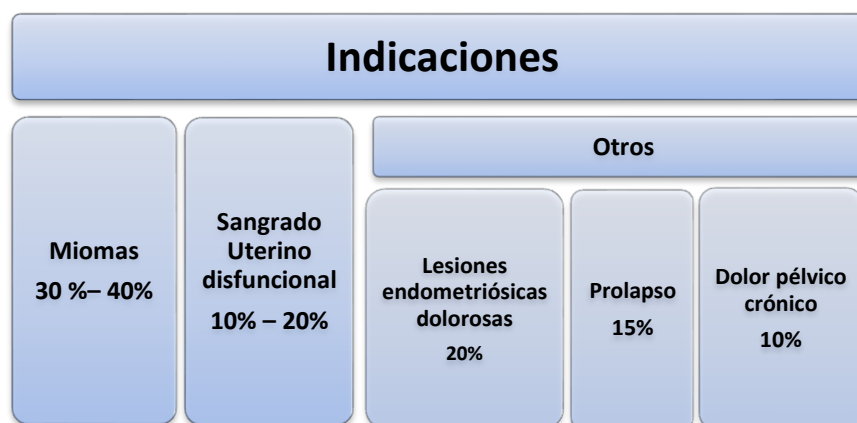 Indicaciones
Miomas
30 %– 40%
Sangrado
Uterino
disfuncional
10% – 20%
Otros
Lesiones
endometriósicas
dolorosas
20%
Prolapso
15%
Dolor pélvico
crónico
10%